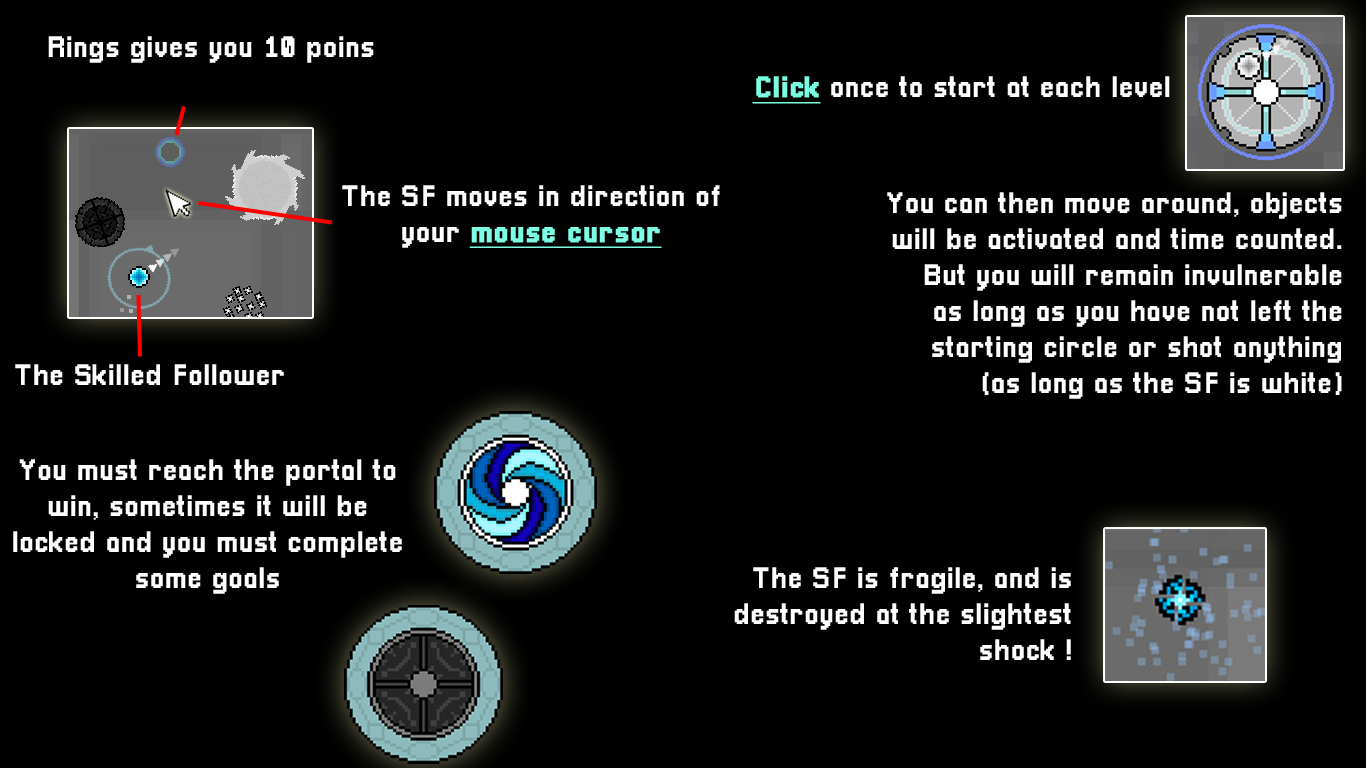 Rings gives you 10 poins
The SF moves in direction of
your mouse cursor
The Skilled Follower
You must reach the portal to
win, sometimes it will be
locked and you must complete
some goals
Click once to start at each level
You can then move around, objects
will be activated and time counted.
But you will remain invulnerable
as long as you have not left the
starting circle or shot anything
(as long as the SF is white)
The SF is fragile, and is
destroyed at the slightest
shock !